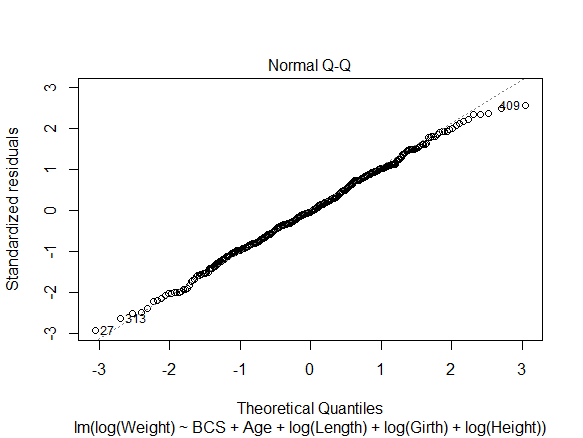 Normal Q-Q
Standardized residuals
3
2
1
0
-1
-2
-3
409
313
27
-3 -2 -1 0 1 2 3
Theoretical Quantiles
lm(log(Weight) ~ BCS + Age + log(Length) + log(Girth) + log(Height))